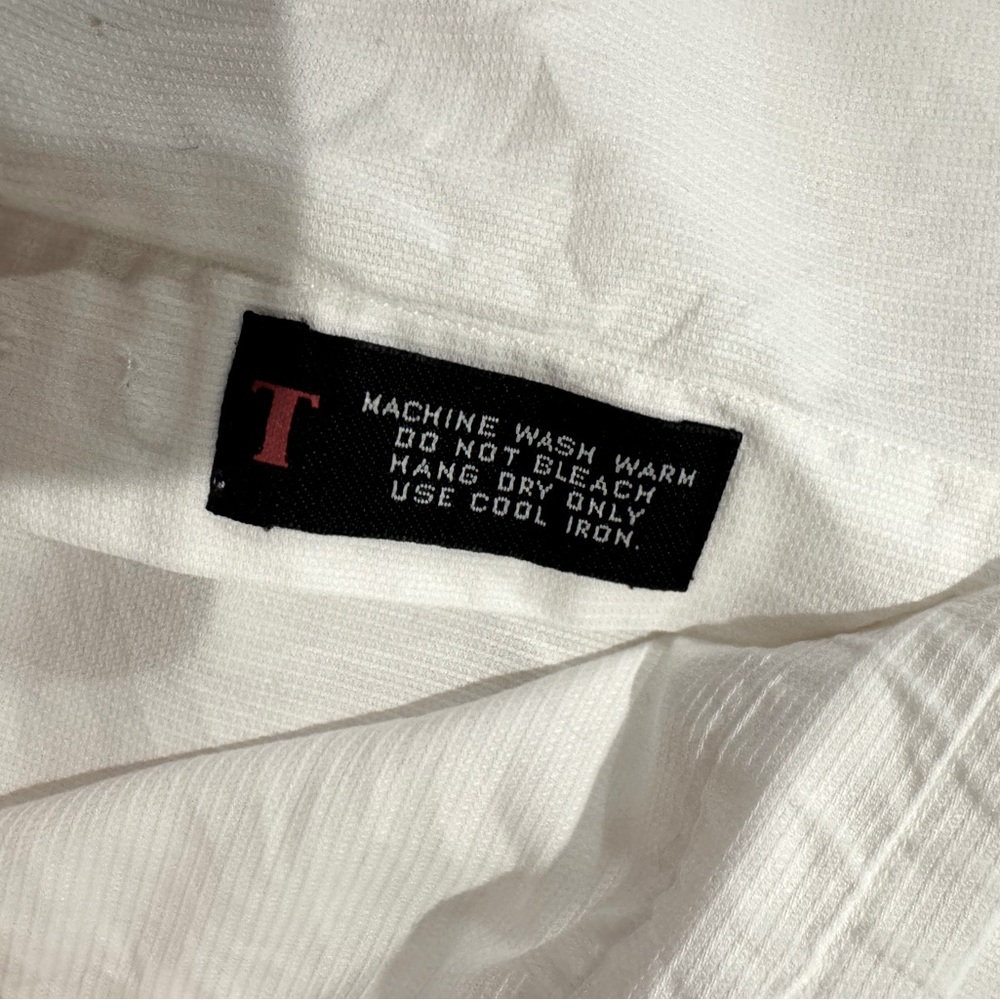 T
MACHINE WASH WARM
DO NOT BLEACH
HANG DRY ONLY
USE COOL IRON.